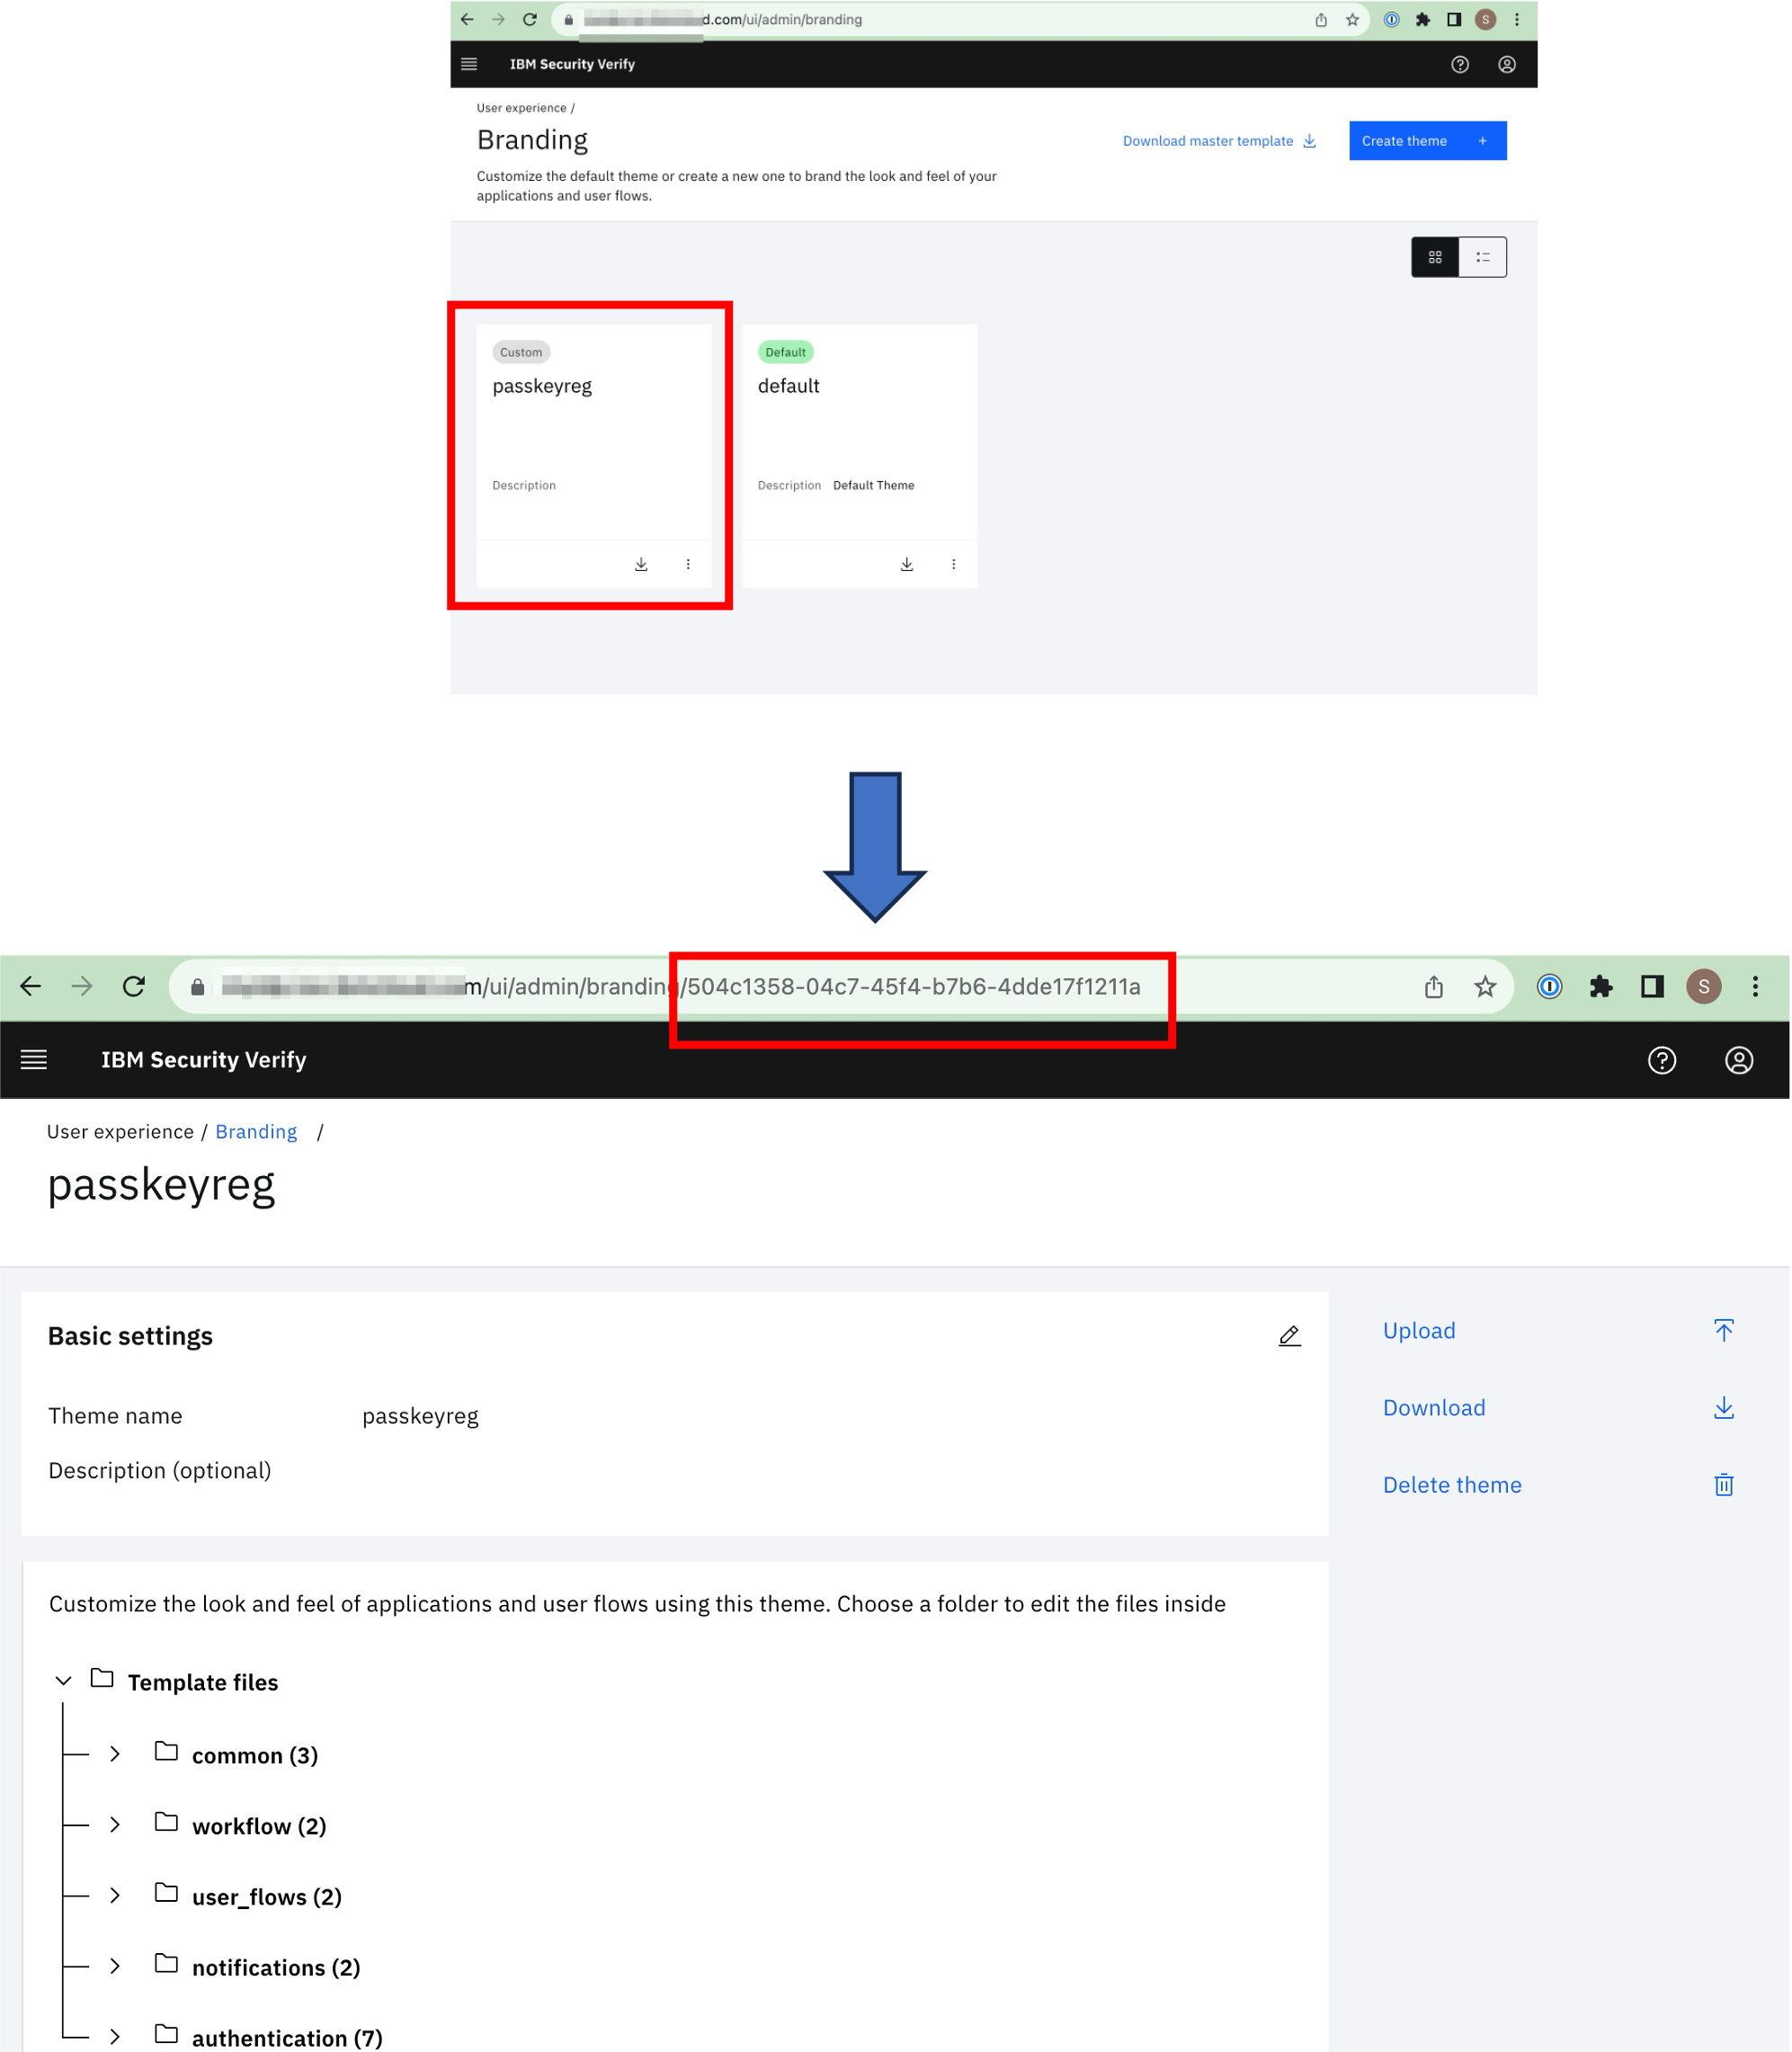 d.com/ui/admin/branding
S
IBM Security Verify
User experience /
Branding
Download master template
Create theme +
Customize the default theme or create a new one to brand the look and feel of your
applications and user flows.
Custom
passkeyreg
Description
Default
default
Description Default Theme
m/ui/admin/branding/504c1358-04c7-45f4-b7b6-4dde17f1211a
S
IBM Security Verify
User experience / Branding /
passkeyreg
Basic settings
Theme name passkeyreg
Description (optional)
Upload
Download
Delete theme
Customize the look and feel of applications and user flows using this theme. Choose a folder to edit the files inside
Template files
common (3)
workflow (2)
user_flows (2)
notifications (2)
authentication (7)